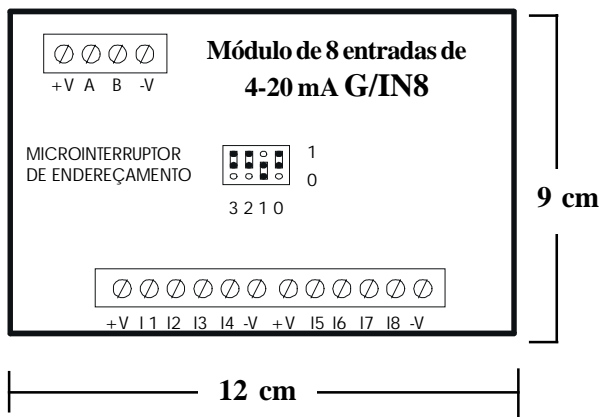 Módulo de 8 entradas de
4-20 mA G/IN8
+V A B -V
MICROINTERRUPTOR
DE ENDEREÇAMENTO
1
0
3 2 1 0
9 cm
+V I1 I2 I3 I4 -V +V I5 I6 I7 I8 -V
12 cm